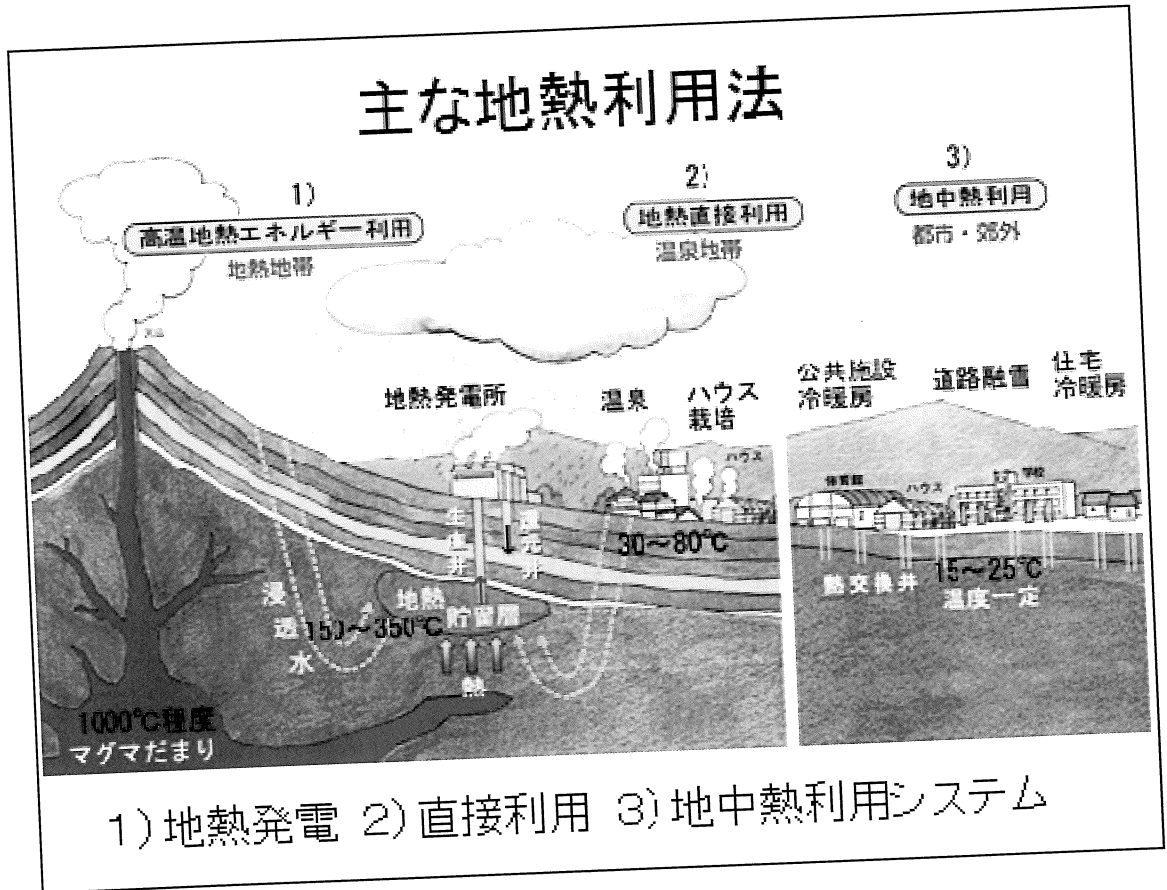 主な地熱利用法
1)
高温地熱エネルギー利用
地熱地帯
2)
地熱直接利用
温泉地帯
3)
地中熱利用
都市・郊外
地熱発電所
温泉
ハウス
栽培
公共施設
冷暖房
道路融雪
住宅
冷暖房
ハウス
体育館
ハウス
学校
生産井
還元井
30～80℃
熱交換井
15～25℃
温度一定
浸透水
地熱
貯留層
150～350℃
熱
1000℃程度
マグマだまり
1)地熱発電 2)直接利用 3)地中熱利用システム